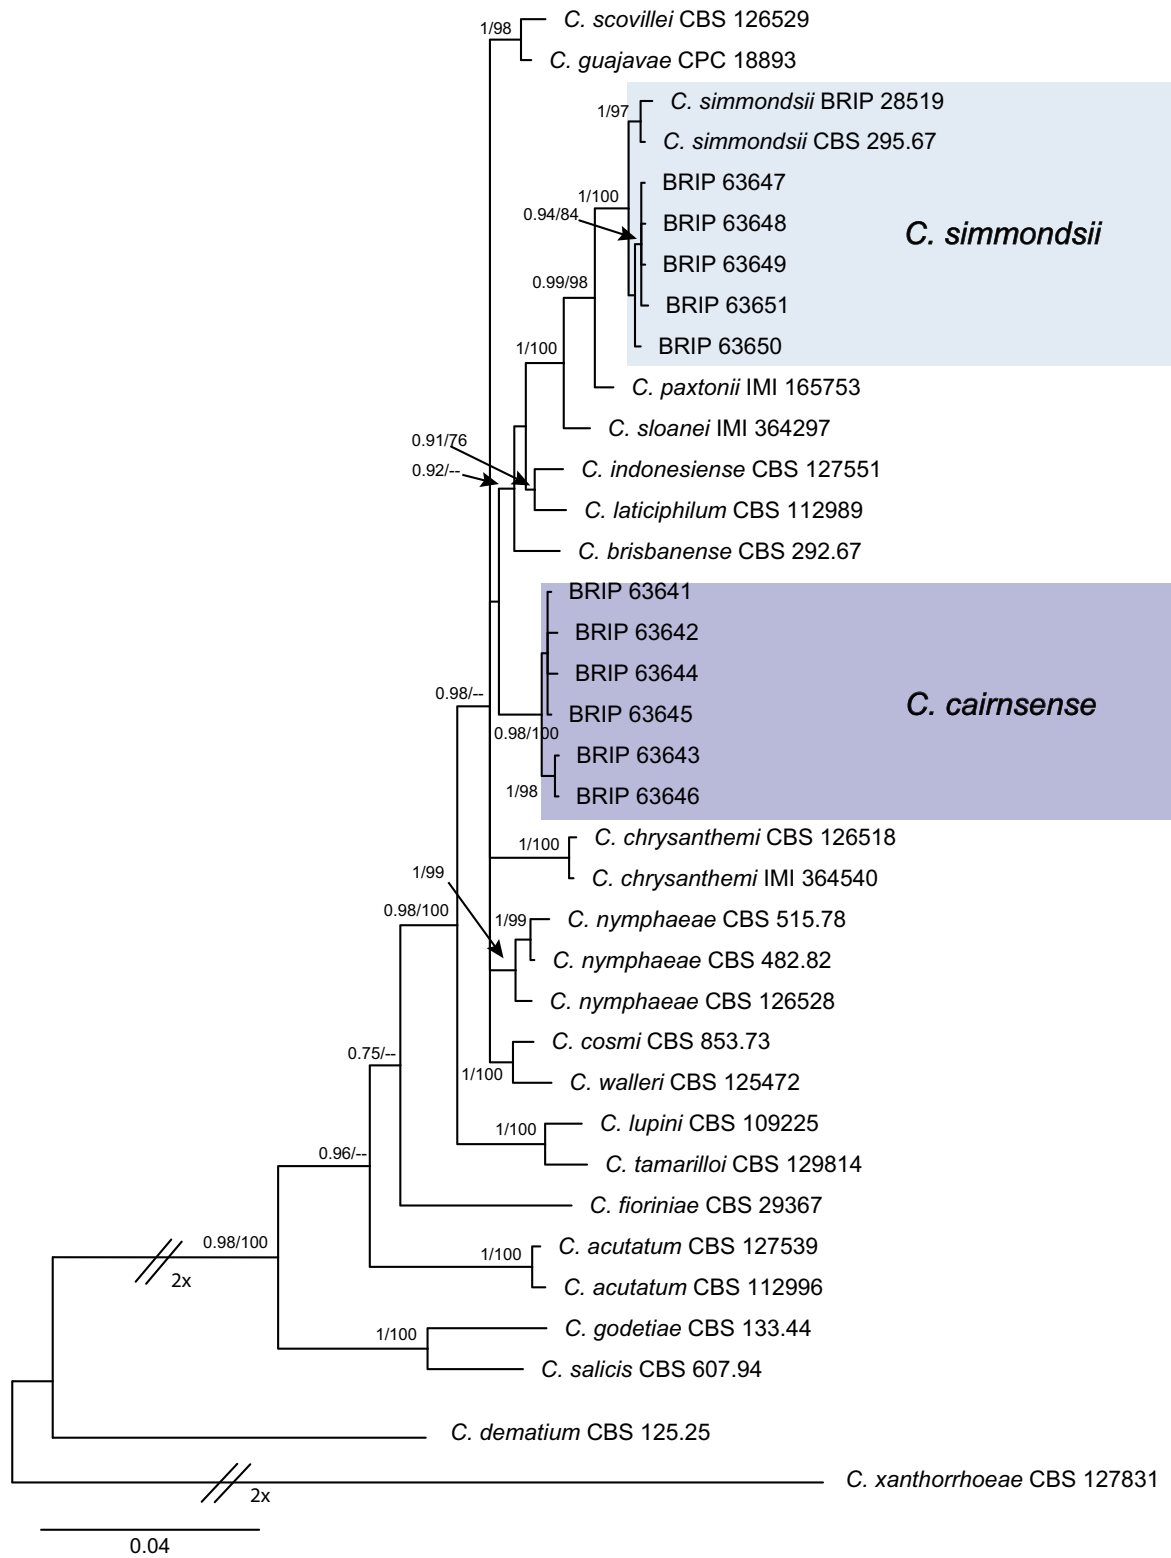 C. scovillei CBS 126529
1/98
C. guajavae CPC 18893
C. simmondsii BRIP 28519
1/97
C. simmondsii CBS 295.67
BRIP 63647
1/100
0.94/84
BRIP 63648
C. simmondsii
BRIP 63649
0.99/98
BRIP 63651
1/100
BRIP 63650
C. paxtonii IMI 165753
C. sloanei IMI 364297
0.91/76
0.92/--
C. indonesiense CBS 127551
C. laticiphilum CBS 112989
C. brisbanense CBS 292.67
BRIP 63641
BRIP 63642
BRIP 63644
0.98/--
C. cairnsense
BRIP 63645
0.98/100
BRIP 63643
1/98
BRIP 63646
C. chrysanthemi CBS 126518
1/100
1/99
C. chrysanthemi IMI 364540
0.98/100
1/99
C. nymphaeae CBS 515.78
C. nymphaeae CBS 482.82
C. nymphaeae CBS 126528
C. cosmi CBS 853.73
0.75/--
1/100
C. walleri CBS 125472
C. lupini CBS 109225
1/100
0.96/--
C. tamarilloi CBS 129814
C. fioriniae CBS 29367
0.98/100
C. acutatum CBS 127539
1/100
2x
C. acutatum CBS 112996
C. godetiae CBS 133.44
1/100
C. salicis CBS 607.94
C. dematium CBS 125.25
C. xanthorrhoeae CBS 127831
2x
0.04